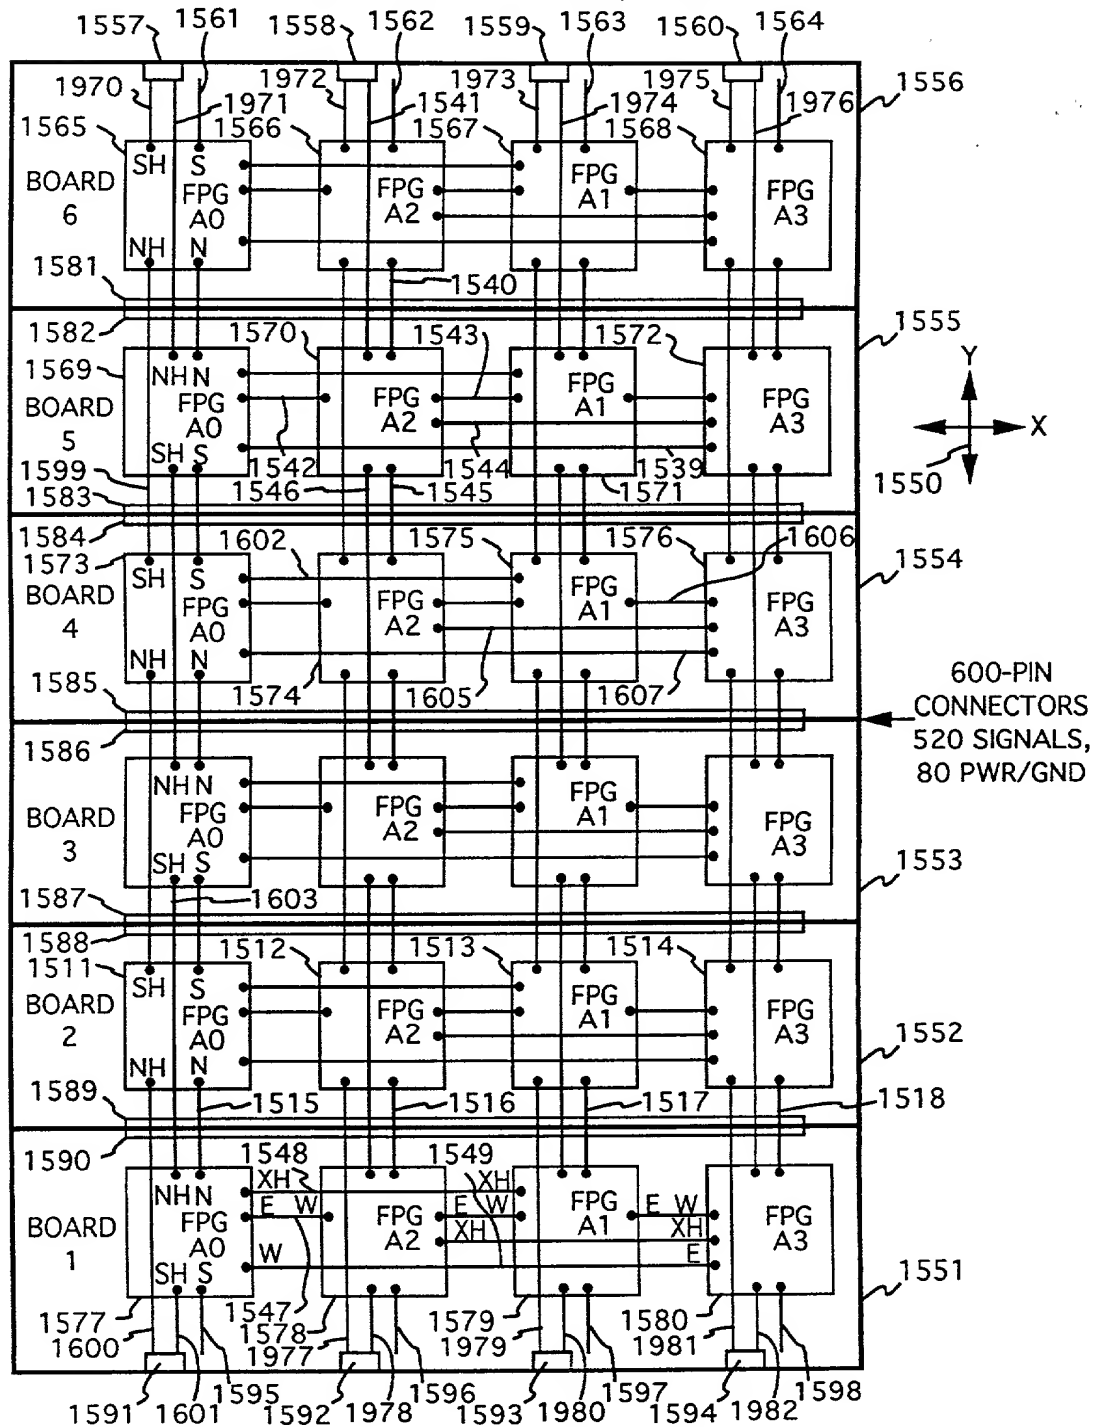 1557 1561 1558 1562 1559 1563 1560 1564
1970 1971 1972 1541 1973 1974 1975 1976 1556
1565 1566 1567 1568
BOARD 6
SH S FPG A0 NH N
FPG A2
FPG A1
FPG A3
1581 1540
1582 1570 1543 1572 1555
1569
BOARD 5
NH N FPG A0 SH S
FPG A2
FPG A1
FPG A3
Y
X
1550
1599 1542 1544 1539
1583 1546 1545 1571
1584 1602 1575 1576 1606
1573 1554
BOARD 4
SH S FPG A0 NH N
FPG A2
FPG A1
FPG A3
1585 1574 1605 1607
1586
600-PIN
CONNECTORS
520 SIGNALS,
80 PWR/GND
BOARD 3
NH N FPG A0 SH S
FPG A2
FPG A1
FPG A3
1553
1587 1603
1588 1512 1513 1514
1511
BOARD 2
SH S FPG A0 NH N
FPG A2
FPG A1
FPG A3
1552
1589 1515 1516 1517 1518
1590 1548 1549
BOARD 1
NH N FPG A0 SH S
XH XH
E W E W E W
XH XH
W E
FPG A2
FPG A1
FPG A3
1551
1577 1547 1578 1579 1580
1600 1977 1979 1981
1591 1601 1595 1592 1978 1596 1593 1980 1597 1594 1982 1598